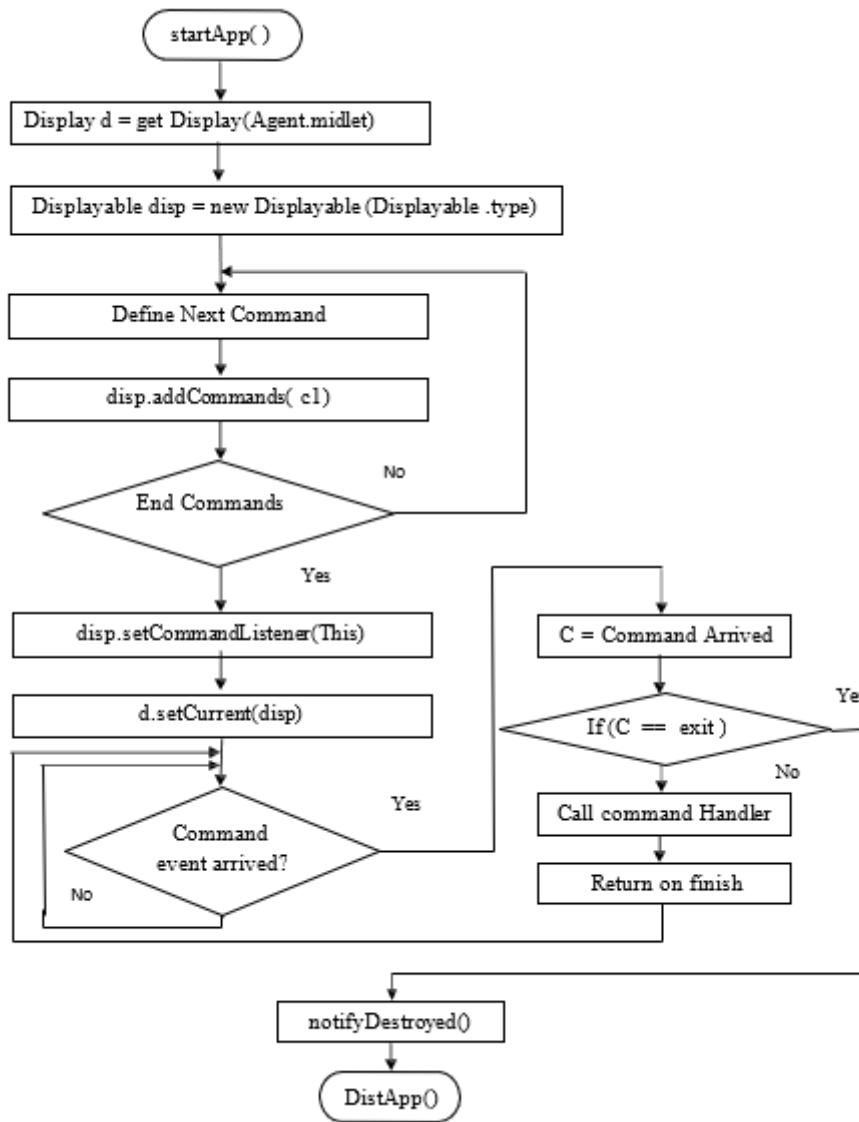 startApp( )
Display d = get Display(Agent.midlet)
Displayable disp = new Displayable (Displayable .type)
Define Next Command
disp.addCommands( c1)
No
End Commands
Yes
disp.setCommandListener(This)
C = Command Arrived
d.setCurrent(disp)
Ye
If (C == exit )
No
Yes
Call command Handler
Command
event arrived?
No
Return on finish
notifyDestroyed()
DistApp()